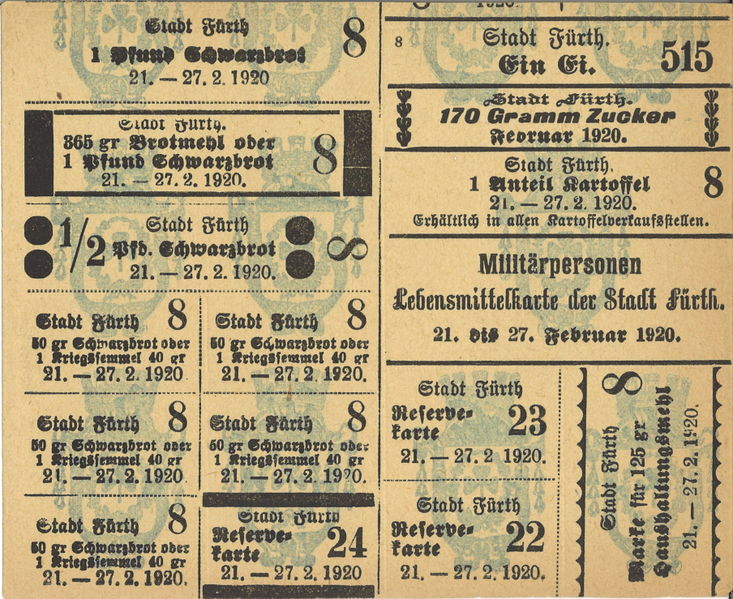 Stadt Fürth 8
1 Pfund Schwarzbrot
21. — 27. 2. 1920
Stadt Fürth.
365 gr Brotmehl oder
1 Pfund Schwarzbrot 8
21. — 27. 2. 1920.
Stadt Fürth
1/2 Pfd. Schwarzbrot 8
21. — 27. 2. 1920.
Stadt Fürth 8
50 gr Schwarzbrot oder
1 Kriegssemmel 40 gr
21. — 27. 2. 1920.
Stadt Fürth 8
50 gr Schwarzbrot oder
1 Kriegssemmel 40 gr
21. — 27. 2. 1920.
Stadt Fürth 8
50 gr Schwarzbrot oder
1 Kriegssemmel 40 gr
21. — 27. 2. 1920.
Stadt Fürth 8
50 gr Schwarzbrot oder
1 Kriegssemmel 40 gr
21. — 27. 2. 1920.
Stadt Fürth 8
50 gr Schwarzbrot oder
1 Kriegssemmel 40 gr
21. — 27. 2. 1920.
Stadt Fürth
Reserve-
karte 24
21. — 27. 2. 1920
1920.
8 Stadt Fürth.
Ein Ei. 515
Stadt Fürth.
170 Gramm Zucker
Februar 1920.
Stadt Fürth.
1 Anteil Kartoffel 8
21. — 27. 2. 1920.
Erhältlich in allen Kartoffelverkaufsstellen.
Militärpersonen
Lebensmittelkarte der Stadt Fürth.
21. bis 27. Februar 1920.
Stadt Fürth
Reserve-
karte 23
21. — 27. 2 1920.
Stadt Fürth
Reserve-
karte 22
21. — 27. 2. 1920.
Stadt Fürth 8
Marke für 125 gr
Haushaltungsmehl
21. — 27. 2. 1920.